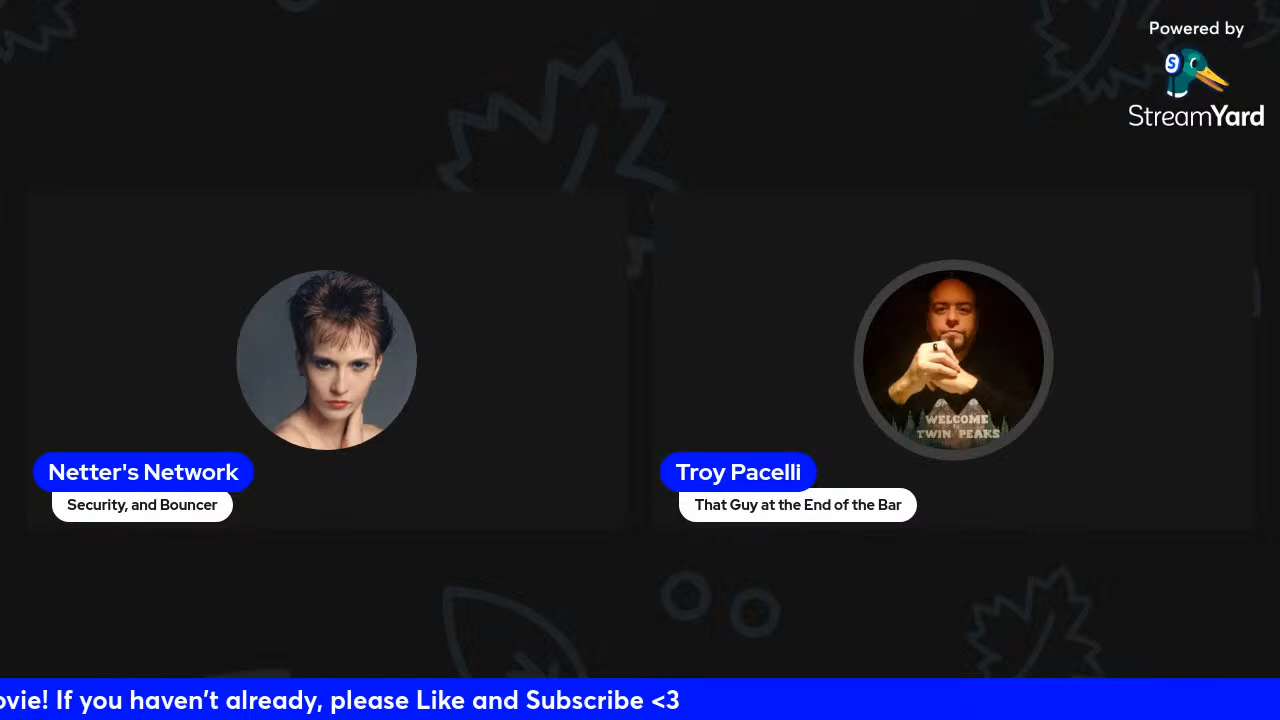 Powered by
S
StreamYard
WELCOME
TWIN PEAKS
Netter's Network
Security, and Bouncer
Troy Pacelli
That Guy at the End of the Bar
ovie! If you haven't already, please Like and Subscribe <3